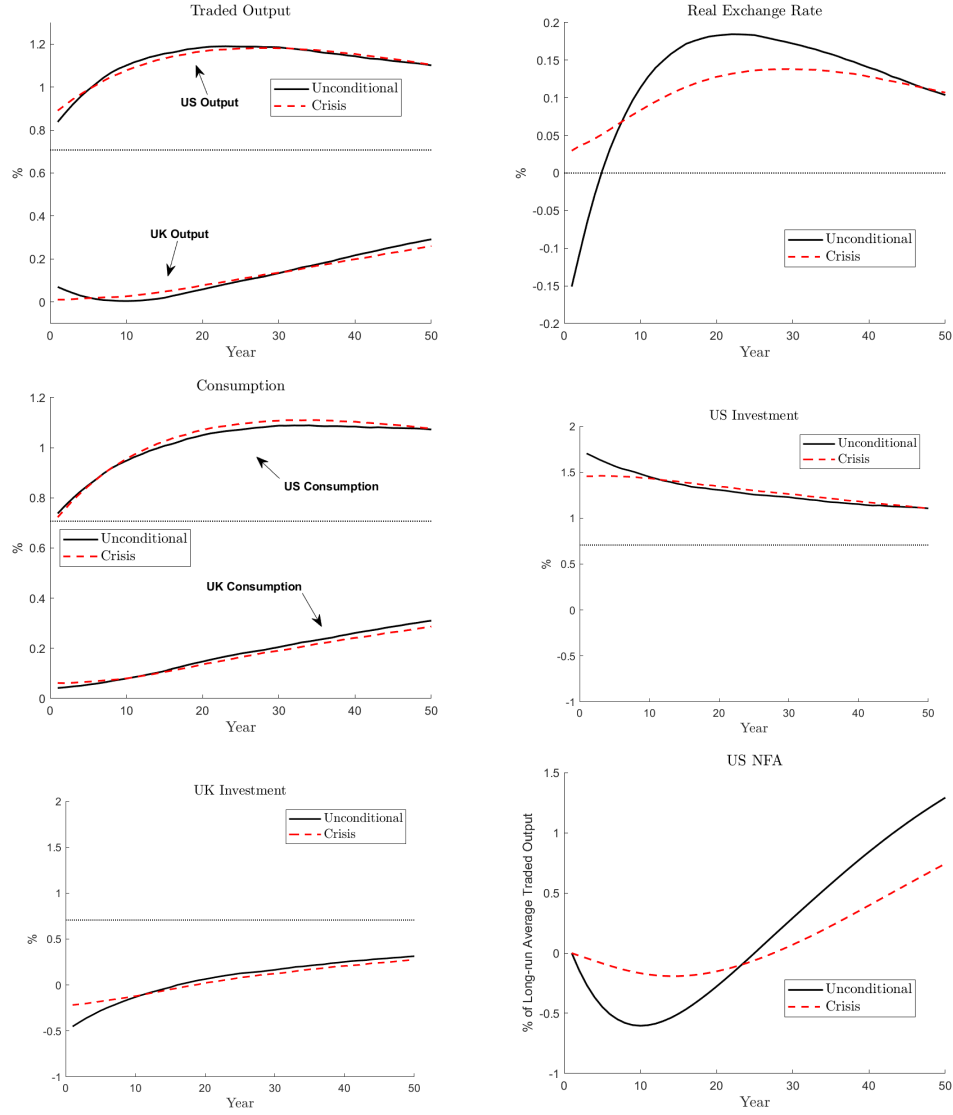 Traded Output
1.2
1
0.8
0.6
0.4
0.2
0
%
US Output
Unconditional
Crisis
UK Output
0
10
20
30
40
50
Year
Real Exchange Rate
0.2
0.15
0.1
0.05
0
-0.05
-0.1
-0.15
-0.2
%
Unconditional
Crisis
0
10
20
30
40
50
Year
Consumption
1.2
1
0.8
0.6
0.4
0.2
0
%
US Consumption
Unconditional
Crisis
UK Consumption
0
10
20
30
40
50
Year
US Investment
2
1.5
1
0.5
0
-0.5
-1
%
Unconditional
Crisis
0
10
20
30
40
50
Year
UK Investment
2
1.5
1
0.5
0
-0.5
-1
%
Unconditional
Crisis
0
10
20
30
40
50
Year
US NFA
1.5
1
0.5
0
-0.5
-1
% of Long-run Average Traded Output
Unconditional
Crisis
0
10
20
30
40
50
Year